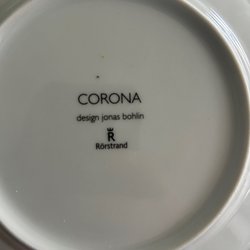 CORONA
design jonas bohlin
R
Rörstrand